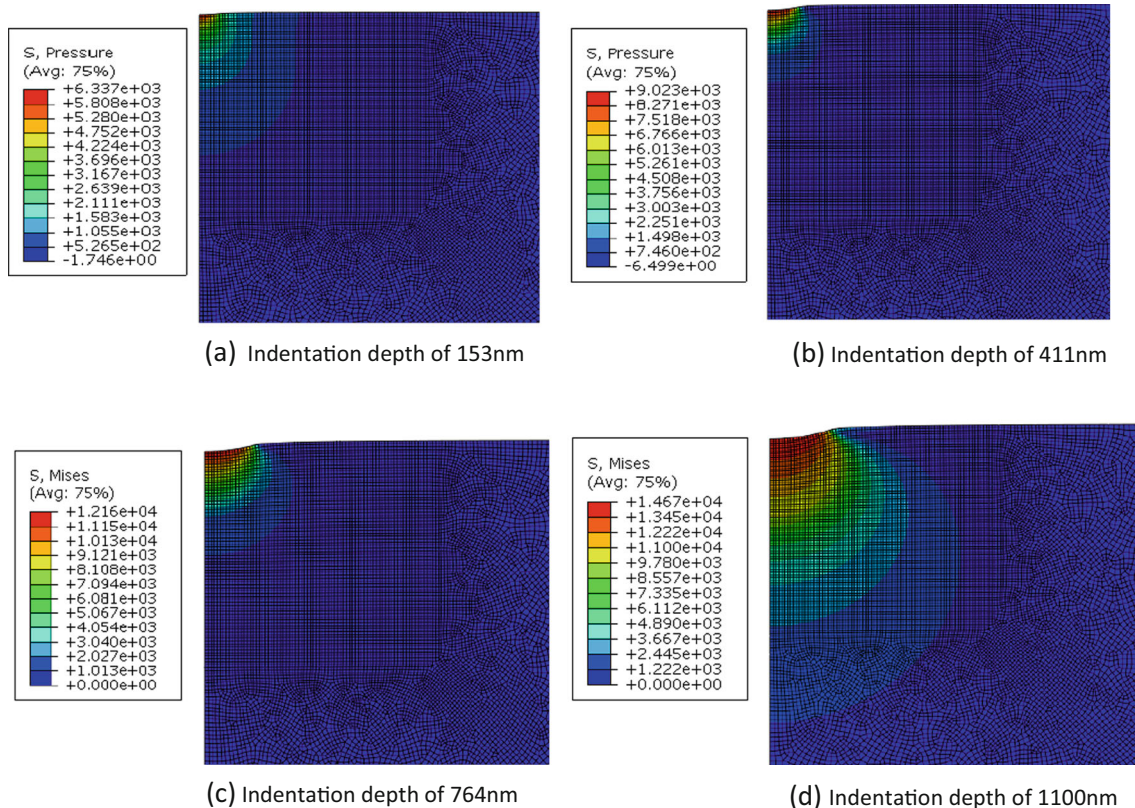 S, Pressure
(Avg: 75%)
+6.337e+03
+5.808e+03
+5.280e+03
+4.752e+03
+4.224e+03
+3.696e+03
+3.167e+03
+2.639e+03
+2.111e+03
+1.583e+03
+1.055e+03
+5.265e+02
-1.746e+00
(a) Indentation depth of 153nm
S, Pressure
(Avg: 75%)
+9.023e+03
+8.271e+03
+7.518e+03
+6.766e+03
+6.013e+03
+5.261e+03
+4.508e+03
+3.756e+03
+3.003e+03
+2.251e+03
+1.498e+03
+7.460e+02
-6.499e+00
(b) Indentation depth of 411nm
S, Mises
(Avg: 75%)
+1.216e+04
+1.115e+04
+1.013e+04
+9.121e+03
+8.108e+03
+7.094e+03
+6.081e+03
+5.067e+03
+4.054e+03
+3.040e+03
+2.027e+03
+1.013e+03
+0.000e+00
(c) Indentation depth of 764nm
S, Mises
(Avg: 75%)
+1.467e+04
+1.345e+04
+1.222e+04
+1.100e+04
+9.780e+03
+8.557e+03
+7.335e+03
+6.112e+03
+4.890e+03
+3.667e+03
+2.445e+03
+1.222e+03
+0.000e+00
(d) Indentation depth of 1100nm